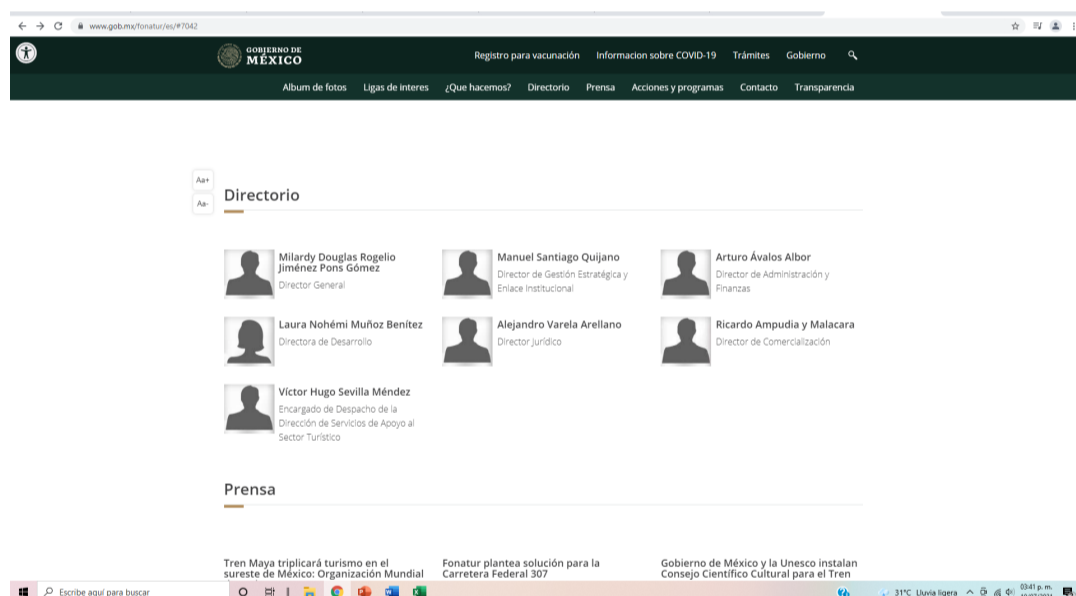 www.gob.mx/fonatur/es/#7042
GOBIERNO DE
MÉXICO
Registro para vacunación Informacion sobre COVID-19 Trámites Gobierno
Album de fotos Ligas de interes ¿Que hacemos? Directorio Prensa Acciones y programas Contacto Transparencia
Aa+
Aa-
Directorio
Milardy Douglas Rogelio
Jiménez Pons Gómez
Director General
Manuel Santiago Quijano
Director de Gestión Estratégica y
Enlace Institucional
Arturo Ávalos Albor
Director de Administración y
Finanzas
Laura Nohémi Muñoz Benítez
Directora de Desarrollo
Alejandro Varela Arellano
Director Jurídico
Ricardo Ampudia y Malacara
Director de Comercialización
Víctor Hugo Sevilla Méndez
Encargado de Despacho de la
Dirección de Servicios de Apoyo al
Sector Turístico
Prensa
Tren Maya triplicará turismo en el
sureste de México: Organización Mundial
Fonatur plantea solución para la
Carretera Federal 307
Gobierno de México y la Unesco instalan
Consejo Científico Cultural para el Tren
Escribe aquí para buscar
31°C Lluvia ligera
03:41 p. m.